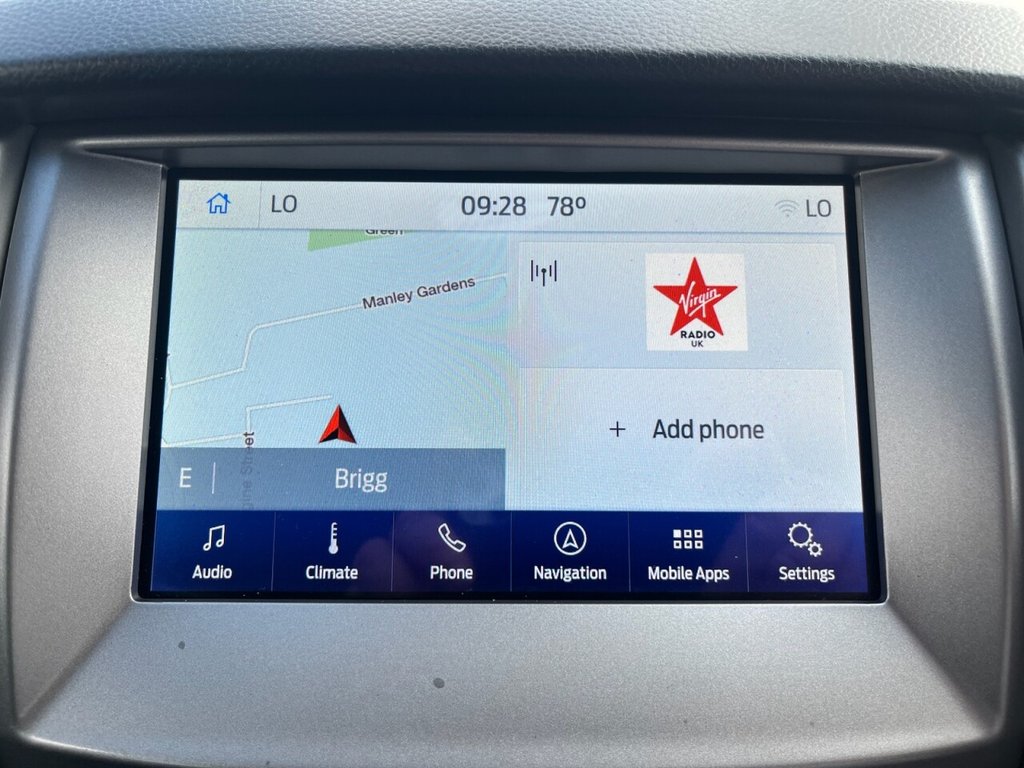 LO
09:28 78º
LO
Green
Manley Gardens
Virgin
RADIO
UK
+ Add phone
E
Brigg
Audio
Climate
Phone
Navigation
Mobile Apps
Settings